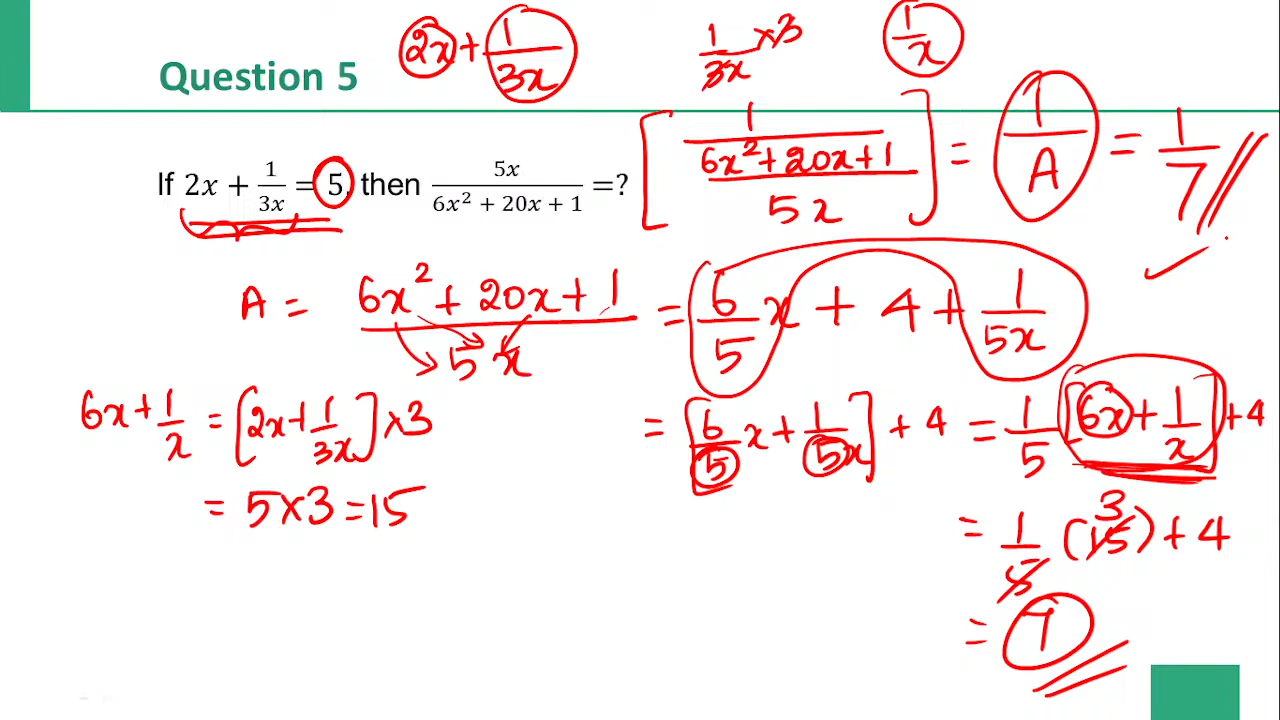 2x + 1/3x
1/3x ×3
1/x
Question 5
If 2x + 1/3x = 5, then 5x/(6x² + 20x + 1) =?
[1/((6x² + 20x + 1)/5x)] = 1/A = 1/7
A = (6x² + 20x + 1)/5x = 6/5 x + 4 + 1/5x
6x + 1/x = [2x + 1/3x] ×3
= 5×3 = 15
= [6/5 x + 1/5x] + 4 = 1/5 [6x + 1/x] + 4
= 1/5 (15) + 4
3
= 7